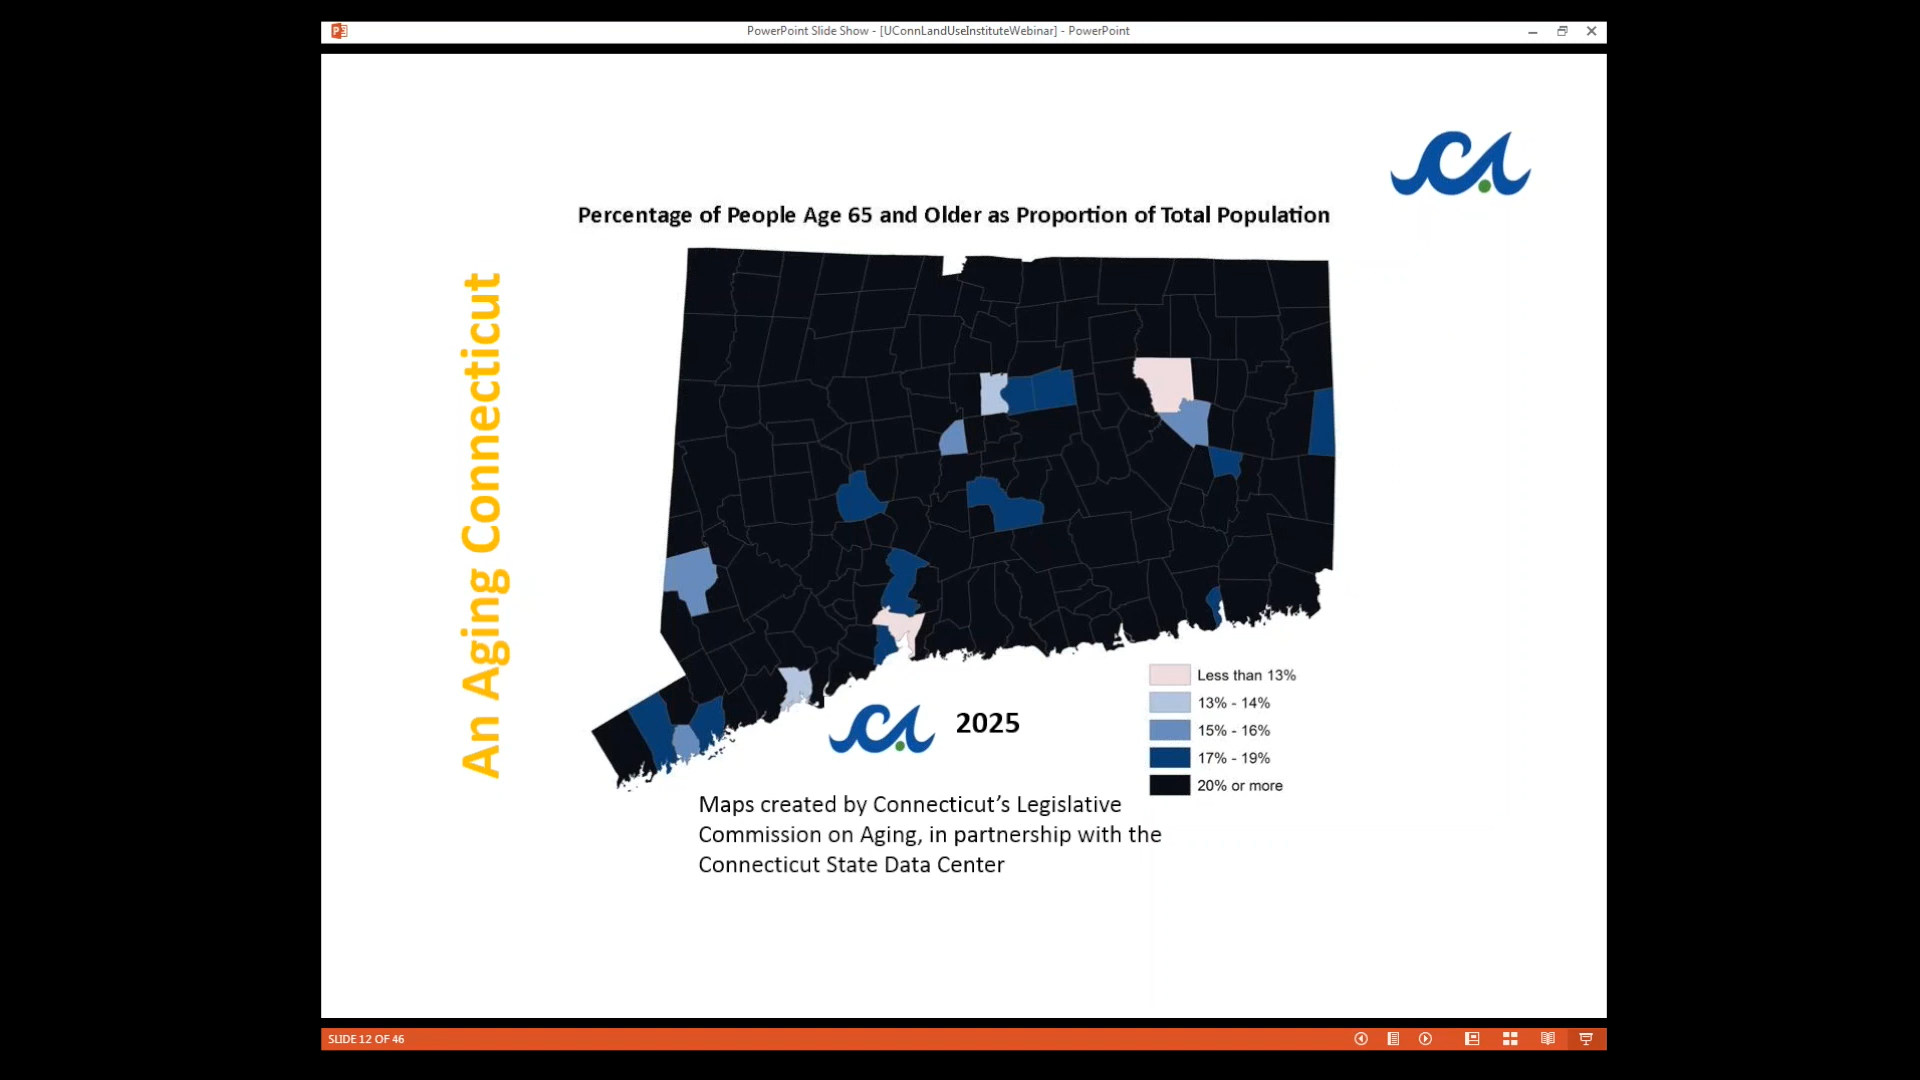 PowerPoint Slide Show - [UConnLandUseInstituteWebinar] - PowerPoint
CA
Percentage of People Age 65 and Older as Proportion of Total Population
An Aging Connecticut
Less than 13%
13% - 14%
15% - 16%
17% - 19%
20% or more
CA
2025
Maps created by Connecticut’s Legislative
Commission on Aging, in partnership with the
Connecticut State Data Center
SLIDE 12 OF 46